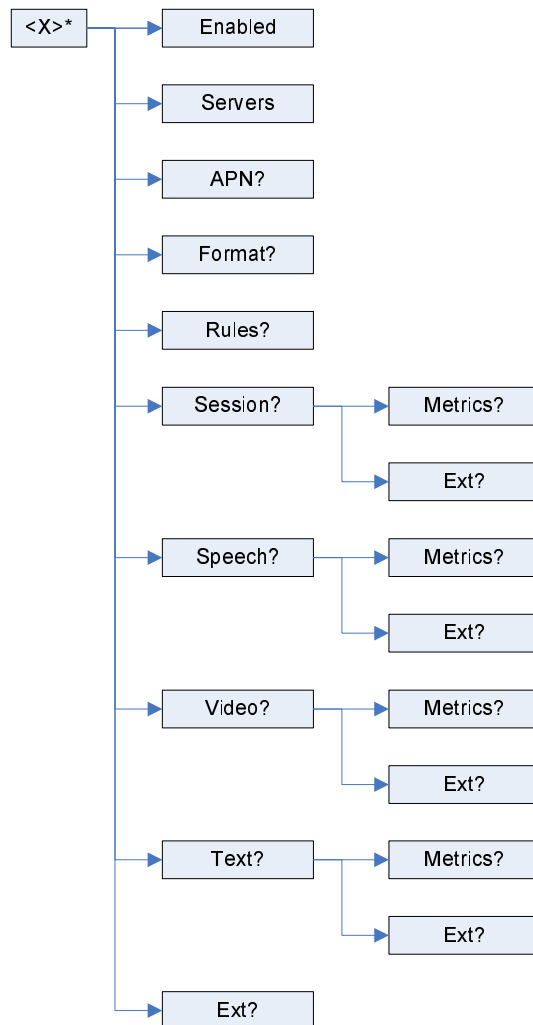 <X>*
Enabled
Servers
APN?
Format?
Rules?
Session?
Metrics?
Ext?
Speech?
Metrics?
Ext?
Video?
Metrics?
Ext?
Text?
Metrics?
Ext?
Ext?